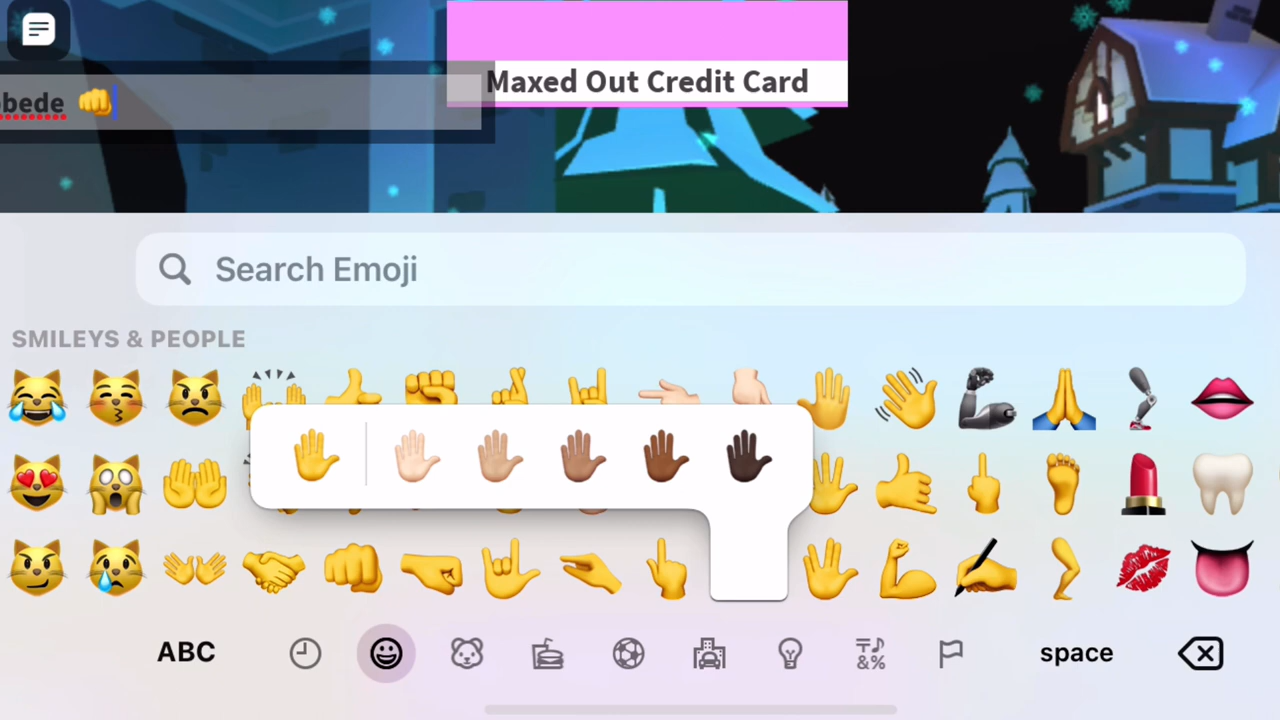 Maxed Out Credit Card
bede 👊
Search Emoji
SMILEYS & PEOPLE
ABC
&%
space